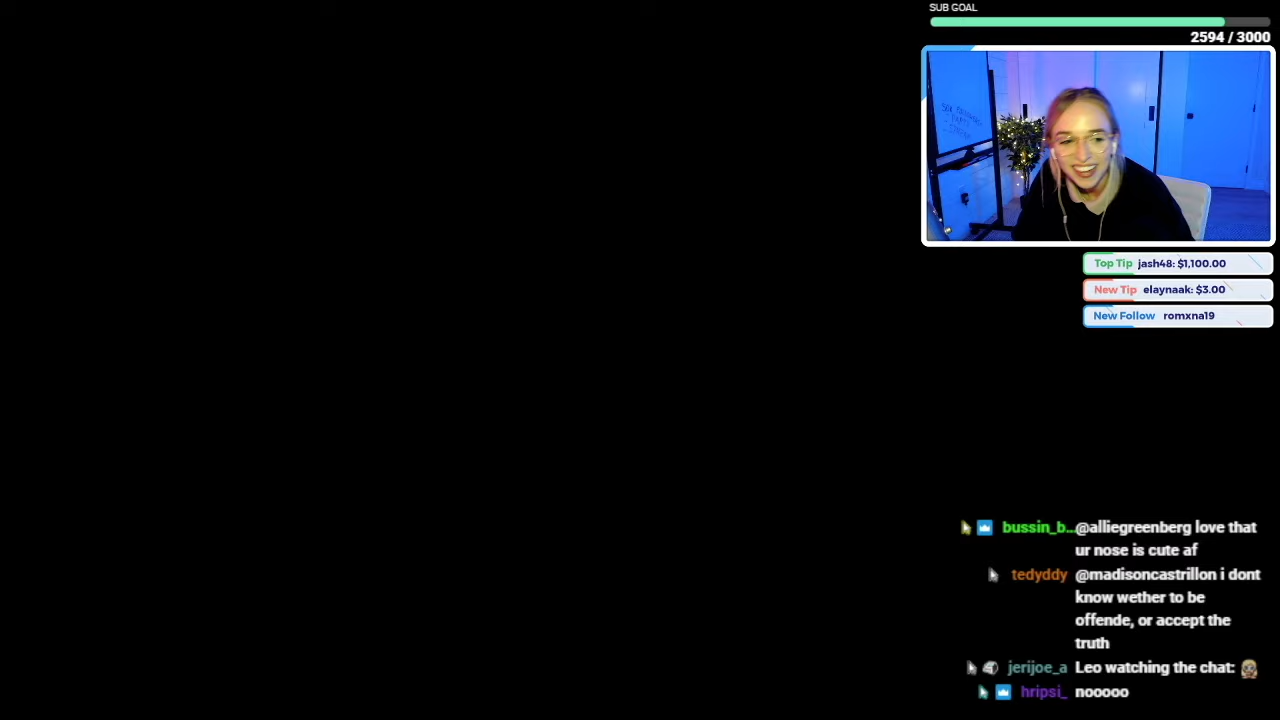 SUB GOAL
2594 / 3000
Top Tip jash48: $1,100.00
New Tip elaynaak: $3.00
New Follow romxna19
bussin_b... @alliegreenberg love that
ur nose is cute af
tedyddy @madisoncastrillon i dont
know wether to be
offende, or accept the
truth
jerijoe_a Leo watching the chat:
hripsi_ nooooo